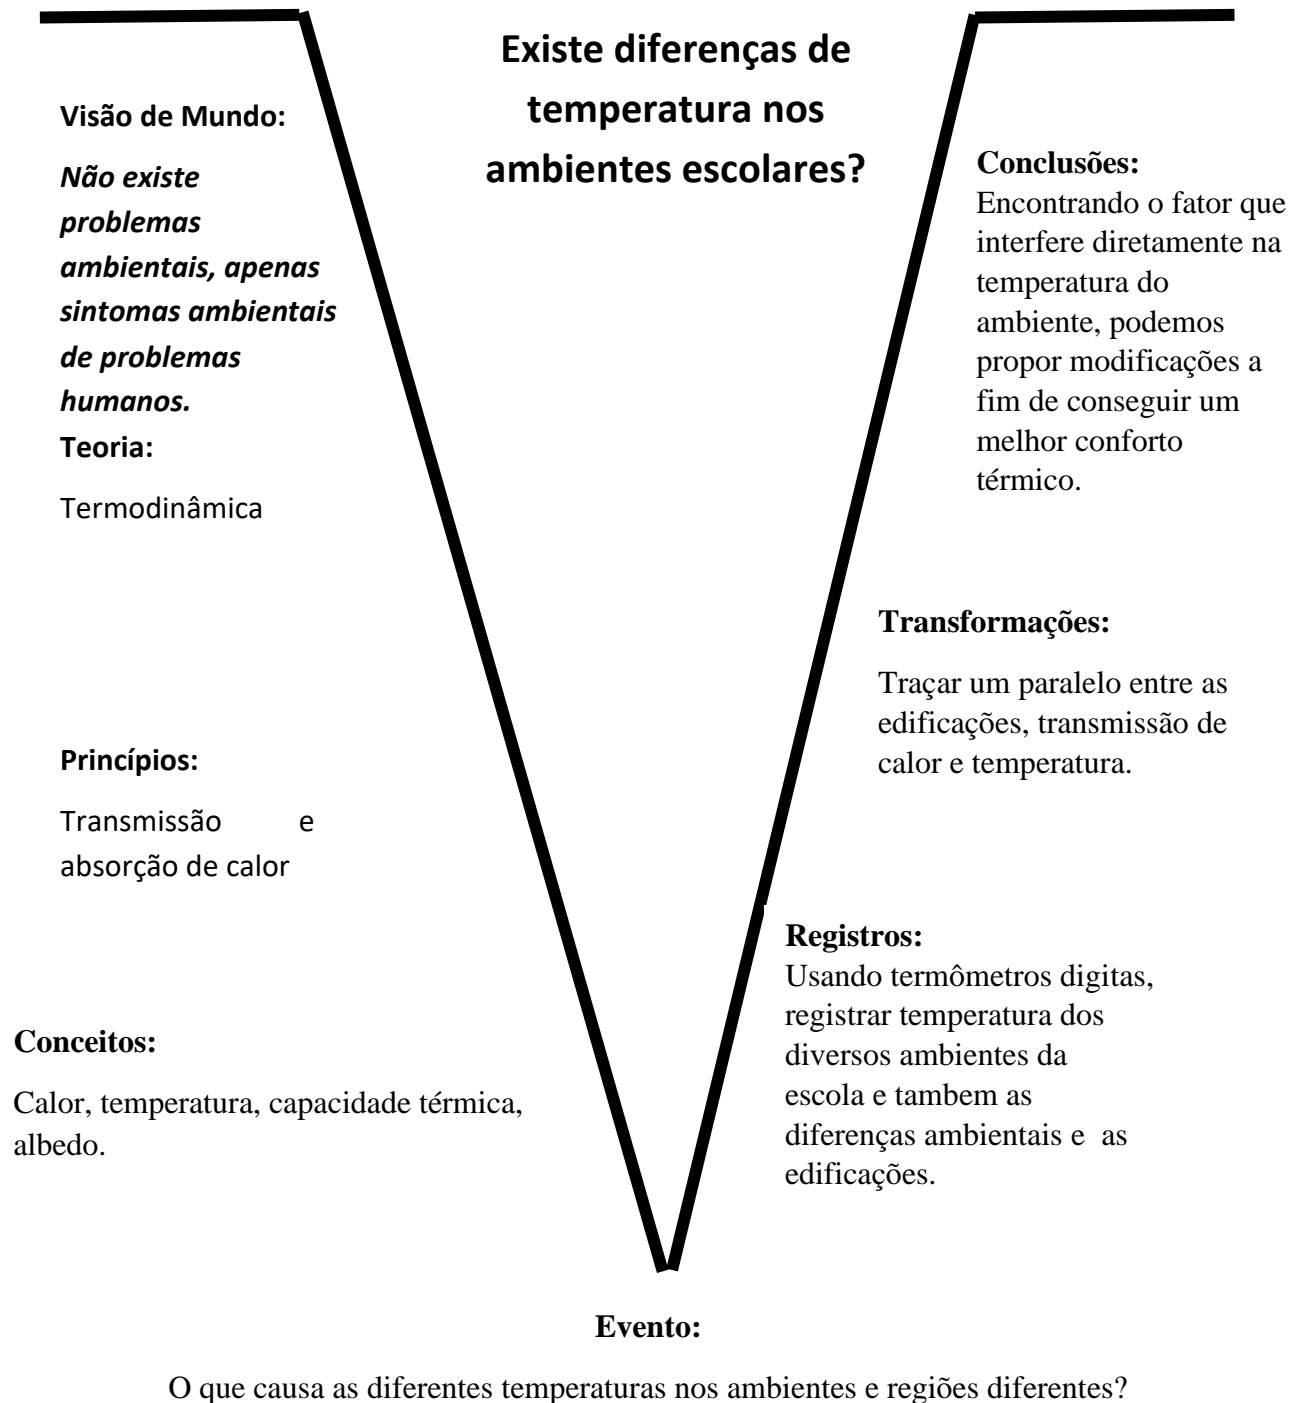 Existe diferenças de
temperatura nos
ambientes escolares?
Visão de Mundo:
Não existe
problemas
ambientais, apenas
sintomas ambientais
de problemas
humanos.
Teoria:
Termodinâmica
Princípios:
Transmissão e
absorção de calor
Conceitos:
Calor, temperatura, capacidade térmica,
albedo.
Conclusões:
Encontrando o fator que
interfere diretamente na
temperatura do
ambiente, podemos
propor modificações a
fim de conseguir um
melhor conforto
térmico.
Transformações:
Traçar um paralelo entre as
edificações, transmissão de
calor e temperatura.
Registros:
Usando termômetros digitas,
registrar temperatura dos
diversos ambientes da
escola e tambem as
diferenças ambientais e  as
edificações.
Evento:
O que causa as diferentes temperaturas nos ambientes e regiões diferentes?